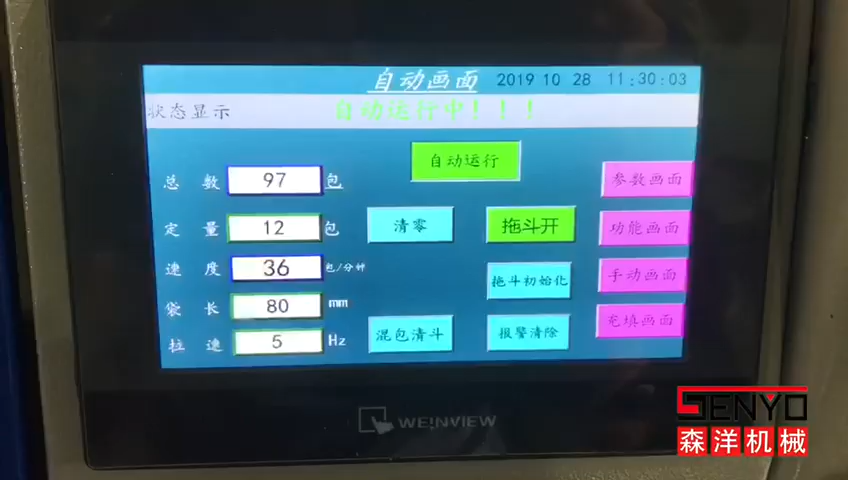 自动画面 2019 10 28 11:30:03
状态显示 自动运行中！！！
自动运行
总 数 97 包
参数画面
定 量 12 包
清零
拖斗开
功能画面
速 度 36 包/分钟
拖斗初始化
手动画面
袋 长 80 mm
充填画面
拉 速 5 Hz
混包清斗
报警清除
WEINVIEW
SENYO
森洋机械